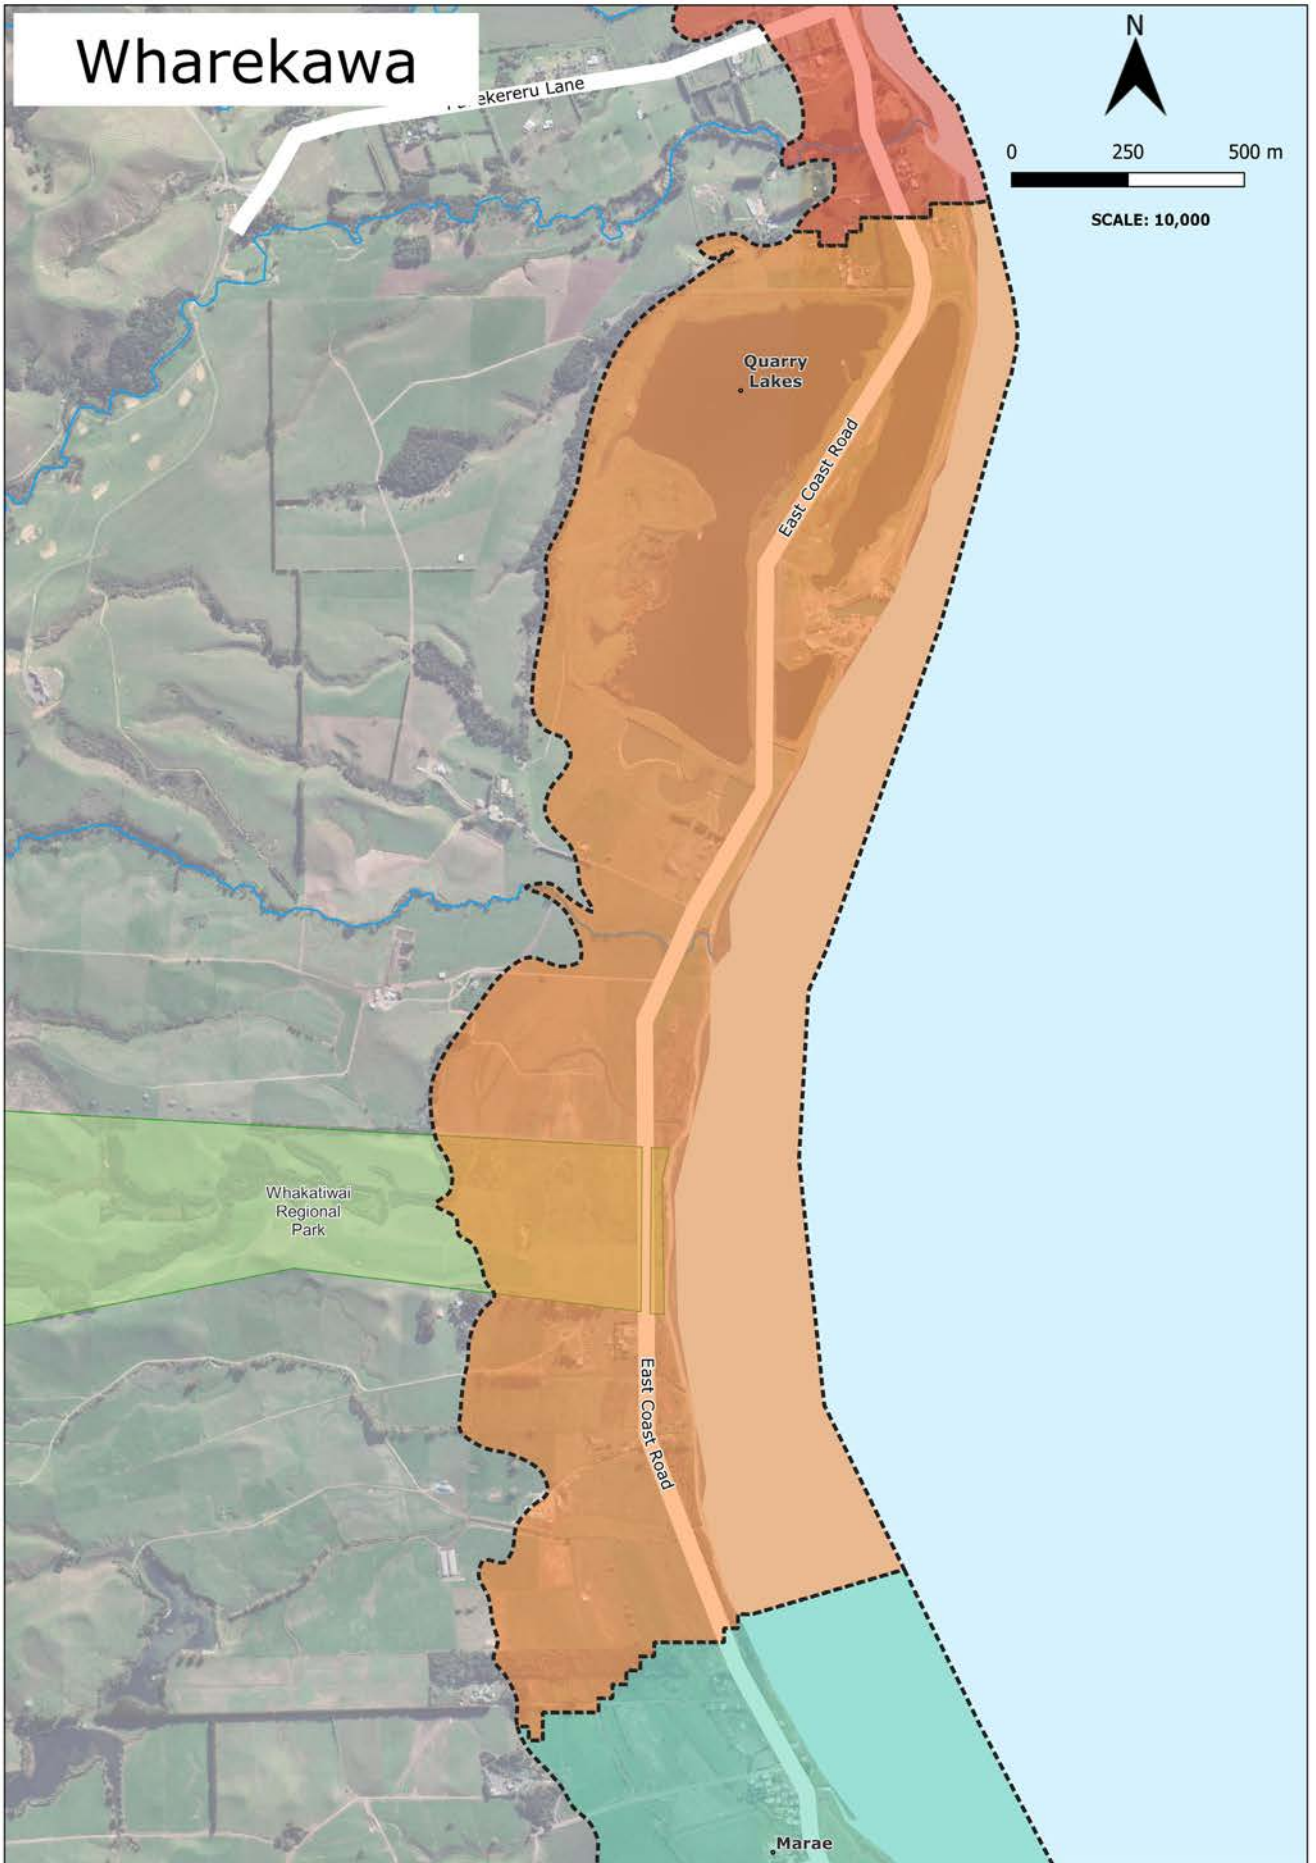 Wharekawa
ekereru Lane
N
0 250 500 m
SCALE: 10,000
Quarry
Lakes
East Coast Road
Whakatiwai
Regional
Park
East Coast Road
Marae